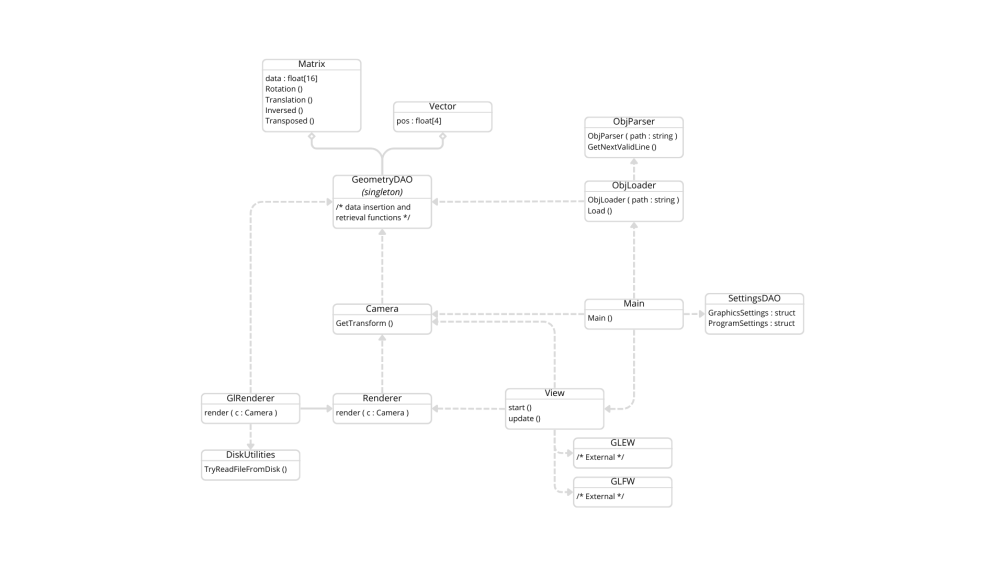 Matrix
data : float[16]
Rotation ()
Translation ()
Inversed ()
Transposed ()
Vector
pos : float[4]
ObjParser
ObjParser ( path : string )
GetNextValidLine ()
GeometryDAO
(singleton)
/* data insertion and
retrieval functions */
ObjLoader
ObjLoader ( path : string )
Load ()
Camera
GetTransform ()
Main
Main ()
SettingsDAO
GraphicsSettings : struct
ProgramSettings : struct
GlRenderer
render ( c : Camera )
Renderer
render ( c : Camera )
View
start ()
update ()
DiskUtilities
TryReadFileFromDisk ()
GLEW
/* External */
GLFW
/* External */